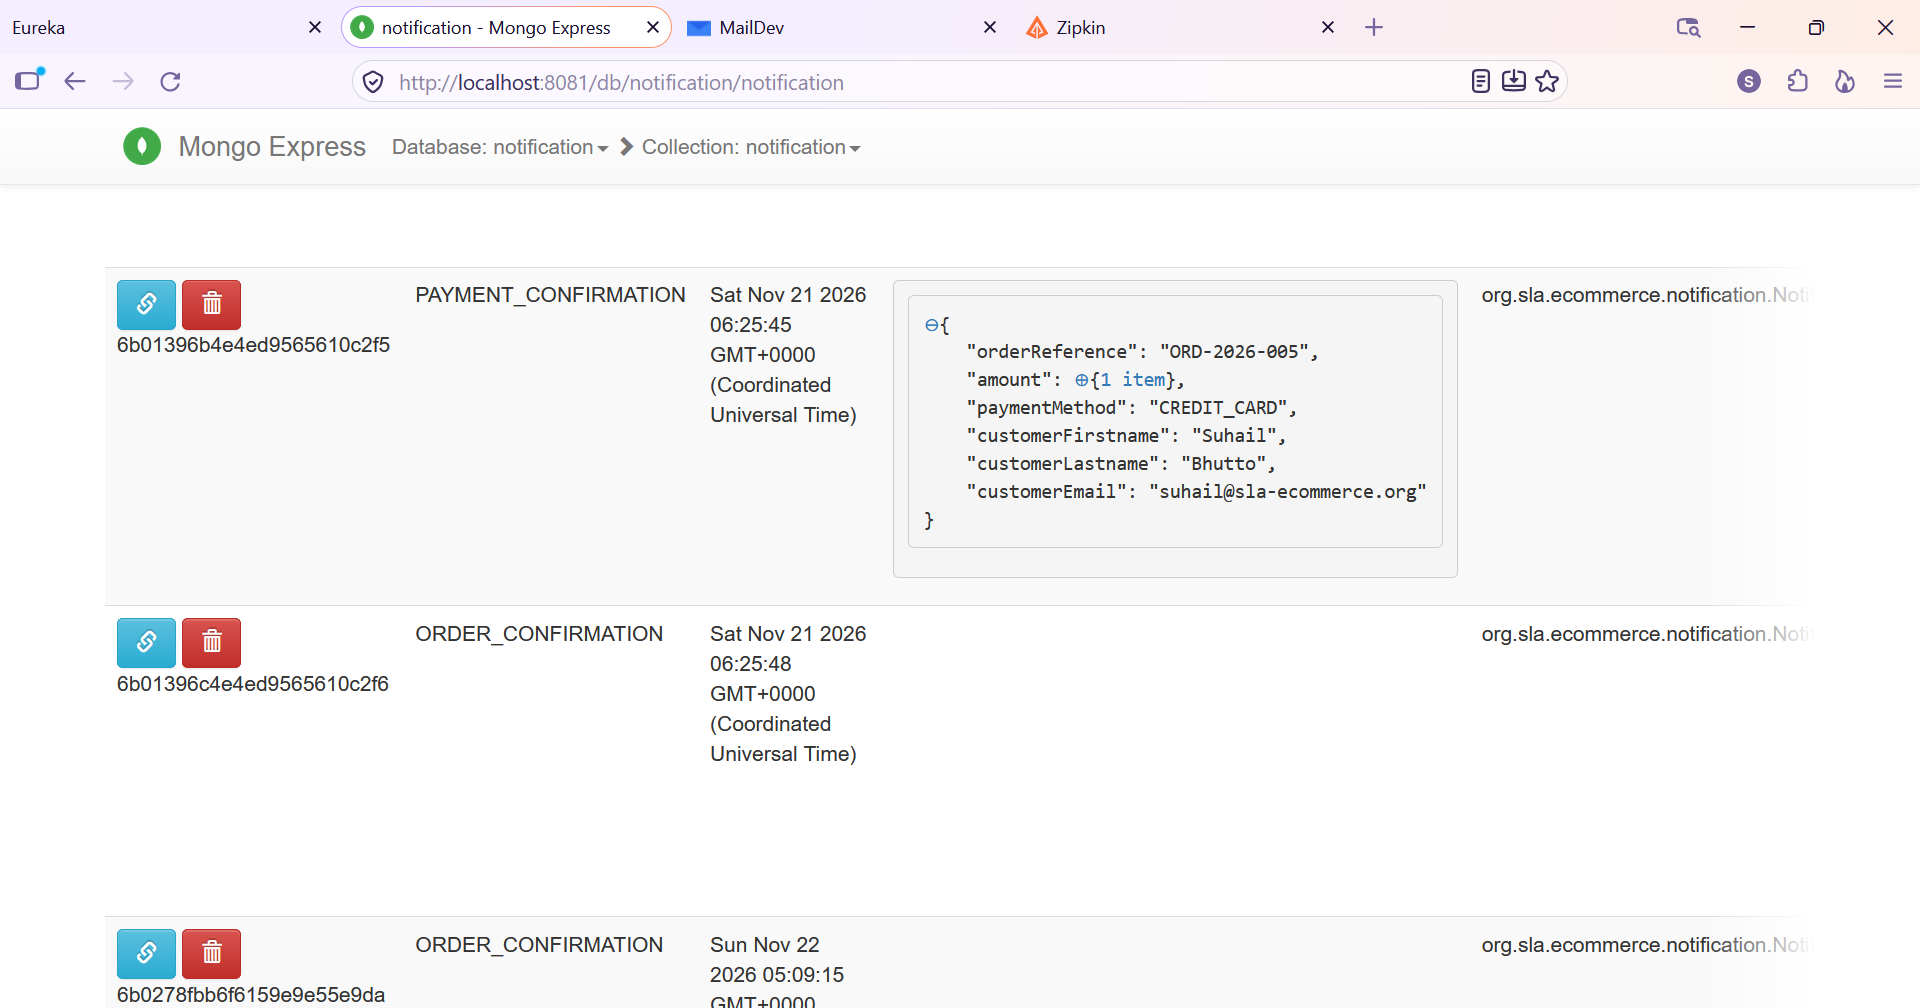 Eureka
notification - Mongo Express
MailDev
Zipkin
http://localhost:8081/db/notification/notification
S
Mongo Express
Database: notification
Collection: notification
6b01396b4e4ed9565610c2f5
PAYMENT_CONFIRMATION
Sat Nov 21 2026
06:25:45
GMT+0000
(Coordinated
Universal Time)
{
"orderReference": "ORD-2026-005",
"amount": {1 item},
"paymentMethod": "CREDIT_CARD",
"customerFirstname": "Suhail",
"customerLastname": "Bhutto",
"customerEmail": "suhail@sla-ecommerce.org"
}
org.sla.ecommerce.notification.Noti
6b01396c4e4ed9565610c2f6
ORDER_CONFIRMATION
Sat Nov 21 2026
06:25:48
GMT+0000
(Coordinated
Universal Time)
org.sla.ecommerce.notification.Noti
6b0278fbb6f6159e9e55e9da
ORDER_CONFIRMATION
Sun Nov 22
2026 05:09:15
GMT+0000
org.sla.ecommerce.notification.Noti